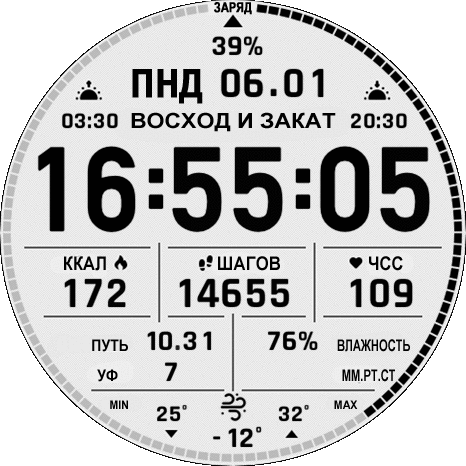 ЗАРЯД
39%
ПНД 06.01
03:30 ВОСХОД И ЗАКАТ 20:30
16:55:05
ККАЛ ШАГОВ ЧСС
172 14655 109
ПУТЬ 10.31 76% ВЛАЖНОСТЬ
УФ 7 ММ.РТ.СТ
MIN 25° 32° MAX
-12°